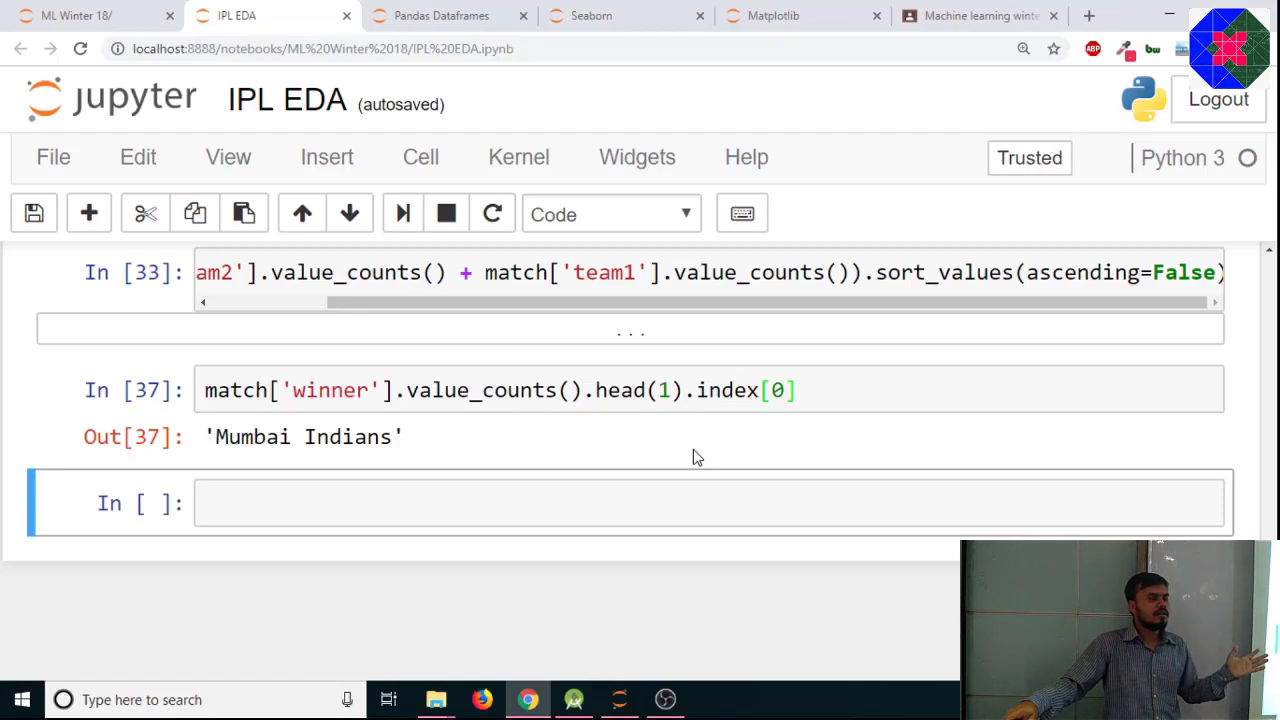 ML Winter 18/
IPL EDA
Pandas Dataframes
Seaborn
Matplotlib
Machine learning winte
localhost:8888/notebooks/ML%20Winter%2018/IPL%20EDA.ipynb
ABP
bw
jupyter IPL EDA (autosaved)
Logout
File Edit View Insert Cell Kernel Widgets Help
Trusted
Python 3
Code
In [33]: am2'].value_counts() + match['team1'].value_counts()).sort_values(ascending=False)
...
In [37]: match['winner'].value_counts().head(1).index[0]
Out[37]: 'Mumbai Indians'
In [ ]:
Type here to search